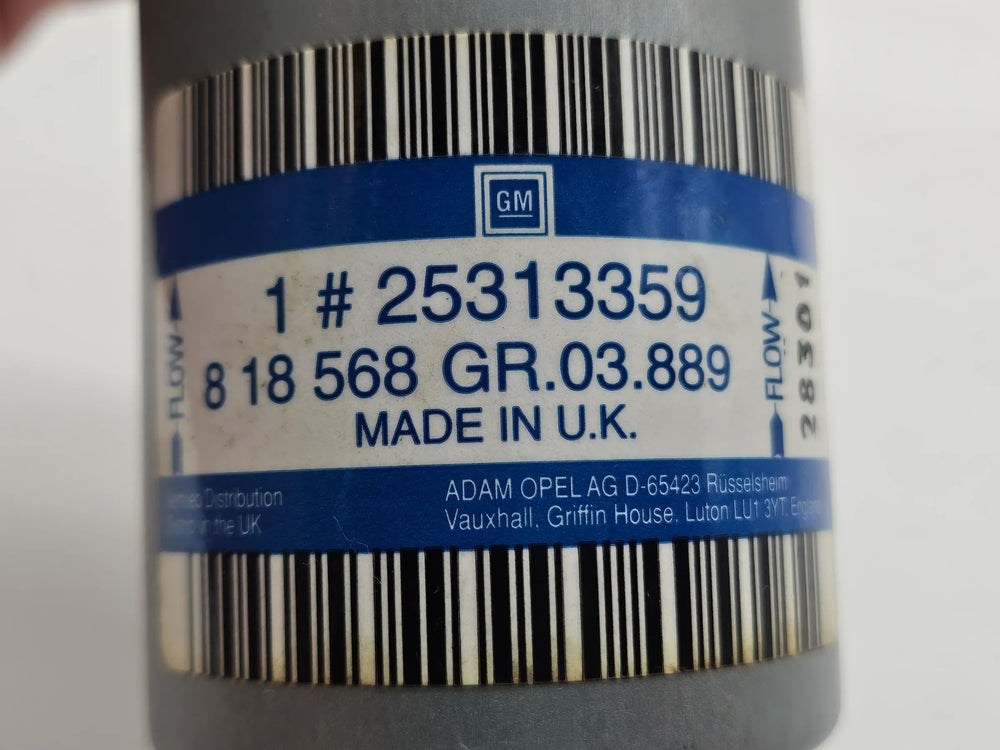 GM
1 # 25313359
8 18 568 GR.03.889
MADE IN U.K.
FLOW
FLOW
28301
Distribution
in the UK
ADAM OPEL AG D-65423 Rüsselsheim
Vauxhall, Griffin House, Luton LU1 3YT, England